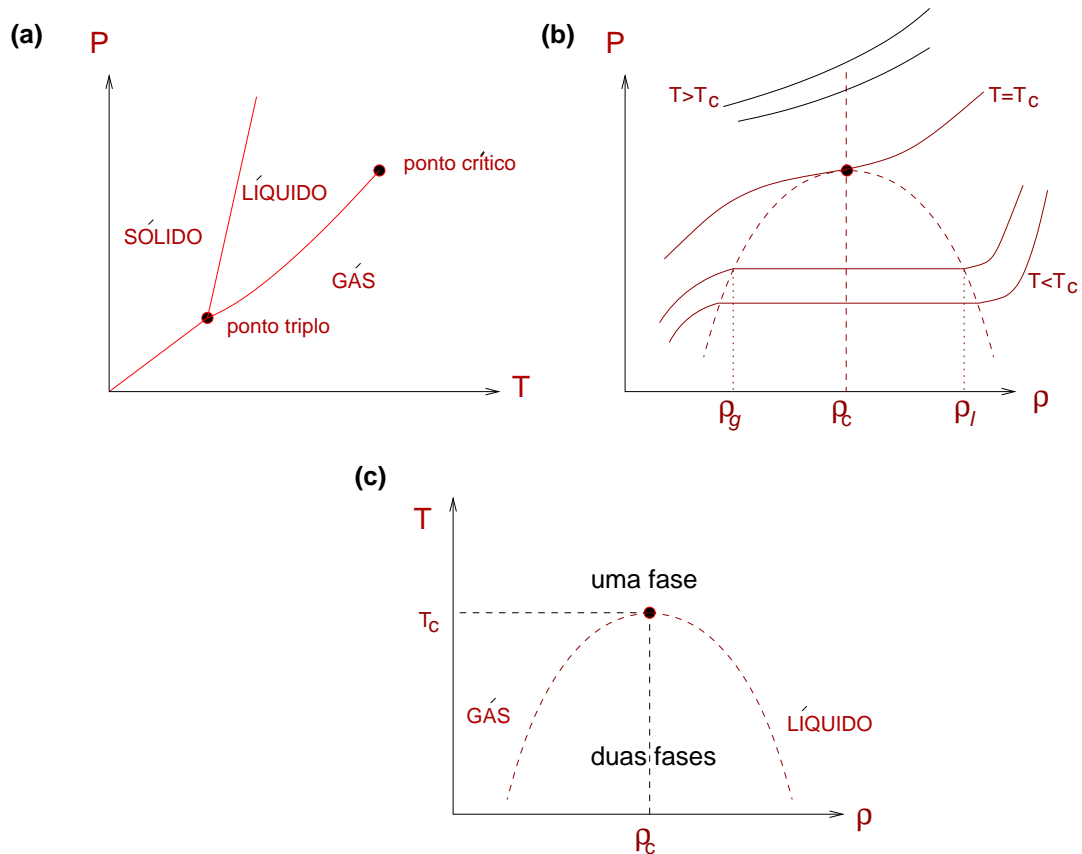 (a)
P
ponto crítico
LÍQUIDO
SÓLIDO
GÁS
ponto triplo
T
(b)
P
T>Tc
T=Tc
T<Tc
ρg
ρc
ρl
ρ
(c)
T
uma fase
Tc
GÁS
LÍQUIDO
duas fases
ρc
ρ